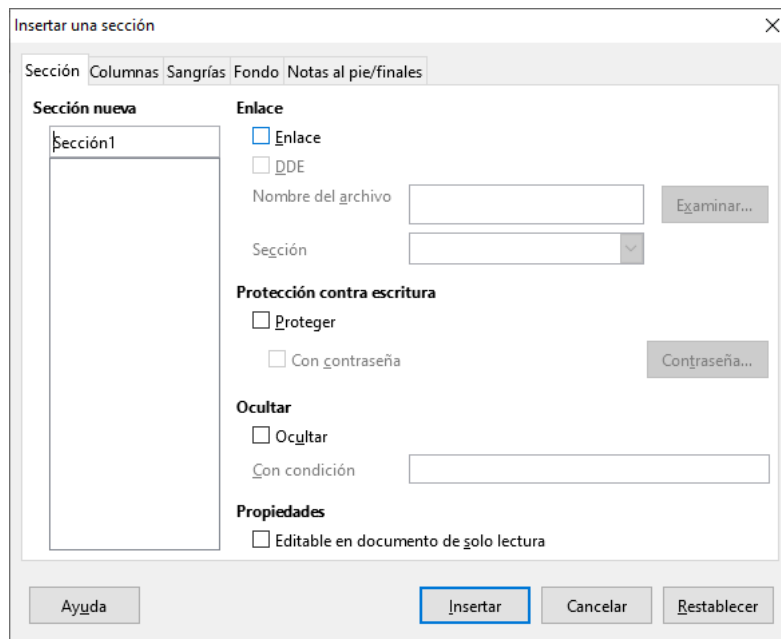 Insertar una sección
Sección Columnas Sangrías Fondo Notas al pie/finales
Sección nueva
Sección1
Enlace
Enlace
DDE
Nombre del archivo
Examinar...
Sección
Protección contra escritura
Proteger
Con contraseña
Contraseña...
Ocultar
Ocultar
Con condición
Propiedades
Editable en documento de solo lectura
Ayuda
Insertar
Cancelar
Restablecer